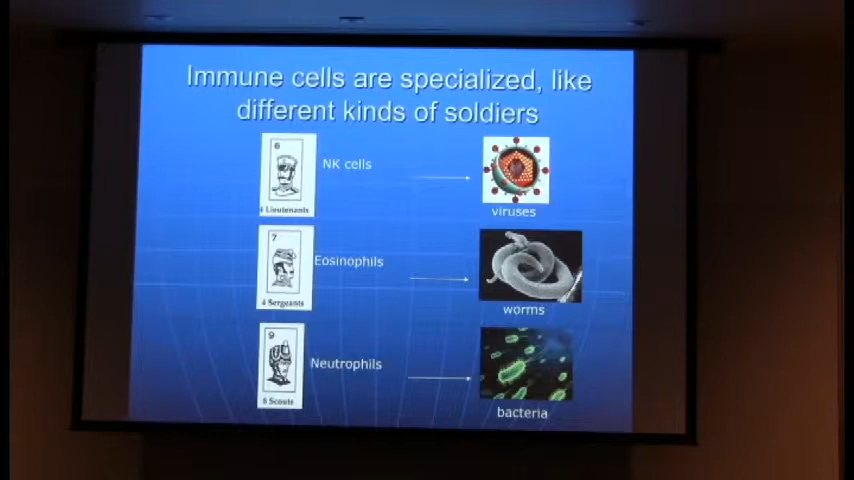 Immune cells are specialized, like
different kinds of soldiers
6
NK cells
4 Lieutenants
viruses
7
Eosinophils
4 Sergeants
worms
9
Neutrophils
8 Scouts
bacteria